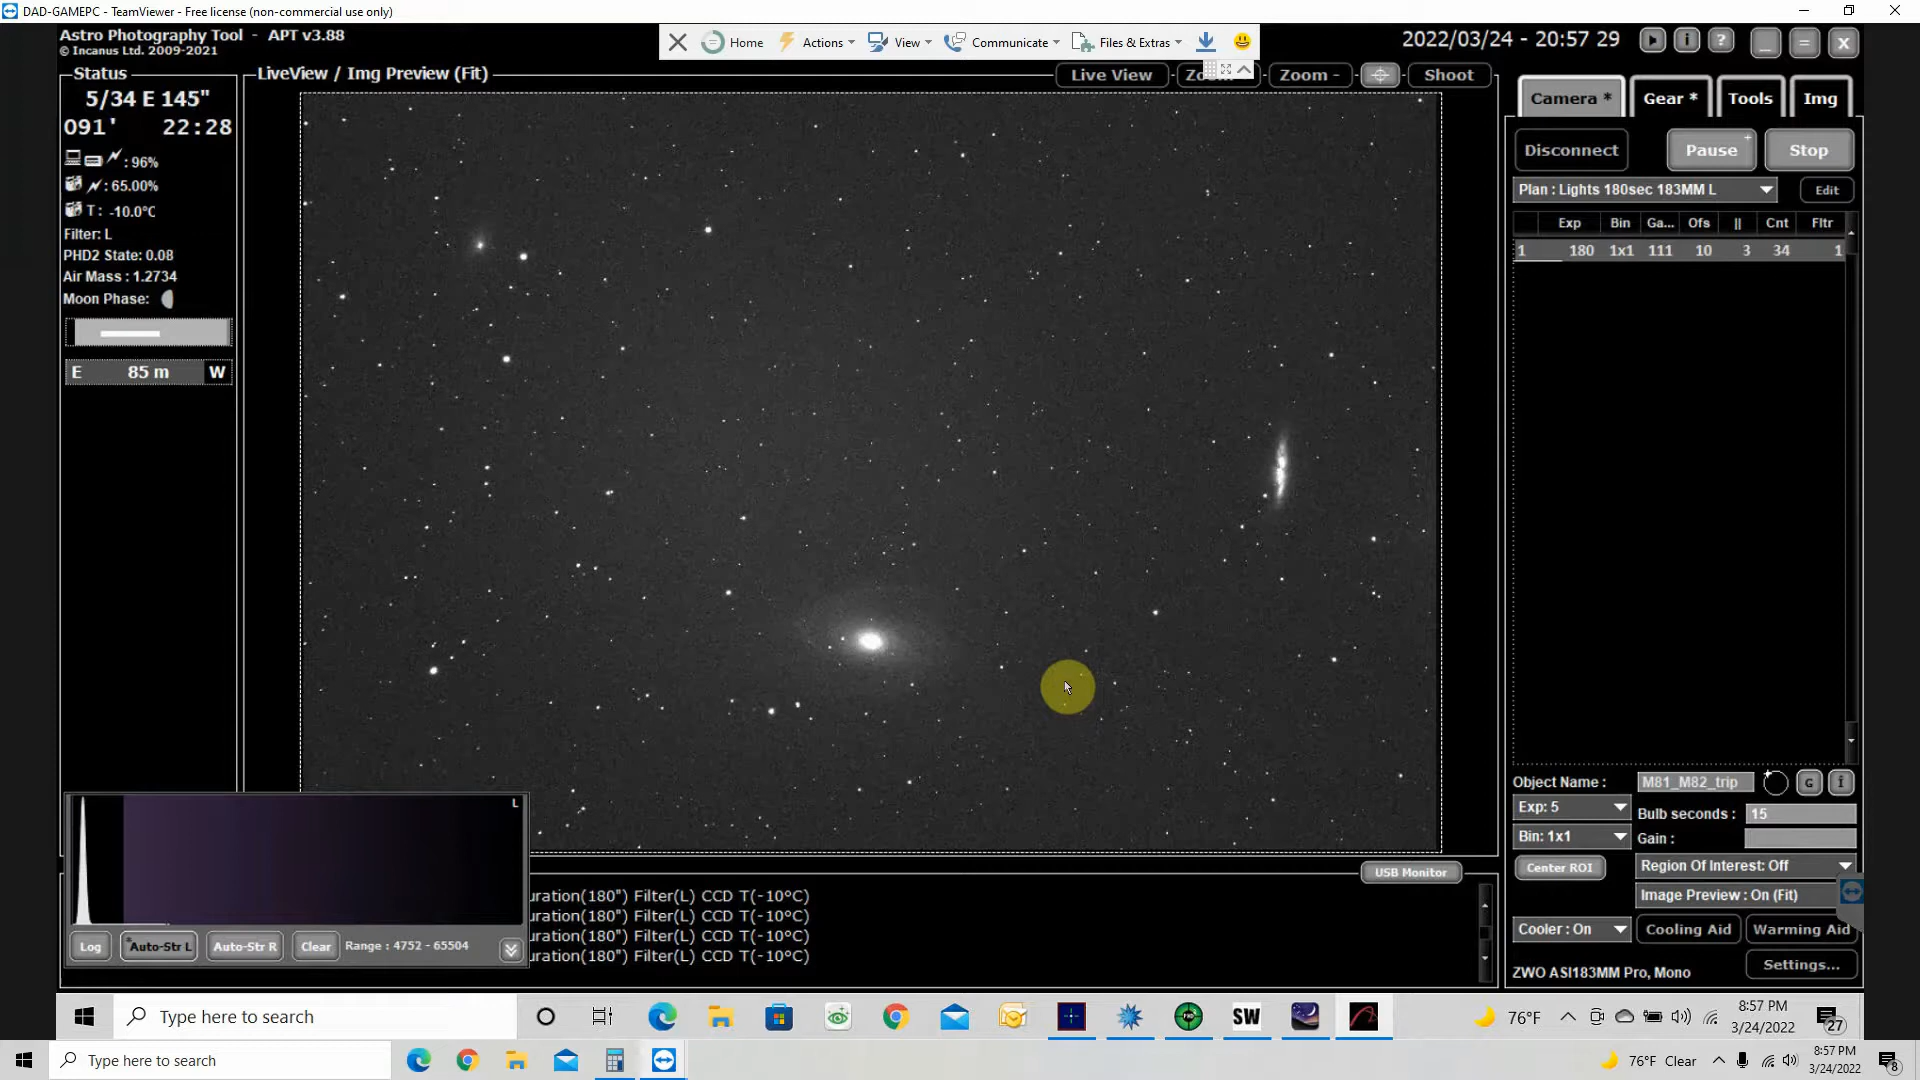 DAD-GAMEPC - TeamViewer - Free license (non-commercial use only)
Astro Photography Tool - APT v3.88
© Incanus Ltd. 2009-2021
Home
Actions
View
Communicate
Files & Extras
2022/03/24 - 20:57 29
i
?
_
=
X
Status
5/34 E 145"
091' 22:28
: 96%
: 65.00%
T: -10.0°C
Filter: L
PHD2 State: 0.08
Air Mass : 1.2734
Moon Phase:
E 85 m W
LiveView / Img Preview (Fit)
Live View
Zoom -
Shoot
Camera *
Gear *
Tools
Img
Disconnect
Pause +
Stop
Plan : Lights 180sec 183MM L
Edit
Exp Bin Ga... Ofs || Cnt Fltr
1 180 1x1 111 10 3 34 1
Object Name : M81_M82_trip
G
Exp: 5
Bulb seconds : 15
Bin: 1x1
Gain :
Center ROI
Region Of Interest: Off
Image Preview : On (Fit)
Cooler : On
Cooling Aid
Warming Aid
ZWO ASI183MM Pro, Mono
Settings...
USB Monitor
L
Log
*Auto-Str L
Auto-Str R
Clear
Range : 4752 - 65504
uration(180") Filter(L) CCD T(-10°C)
uration(180") Filter(L) CCD T(-10°C)
uration(180") Filter(L) CCD T(-10°C)
uration(180") Filter(L) CCD T(-10°C)
Type here to search
SW
76°F
8:57 PM
3/24/2022
27
Type here to search
76°F Clear
8:57 PM
3/24/2022
8